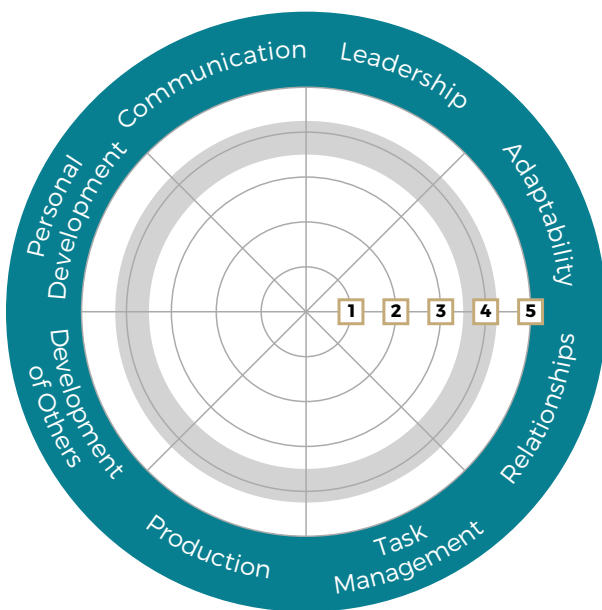 Communication
Leadership
Adaptability
Relationships
Task
Management
Production
Development
of Others
Personal
Development
1
2
3
4
5